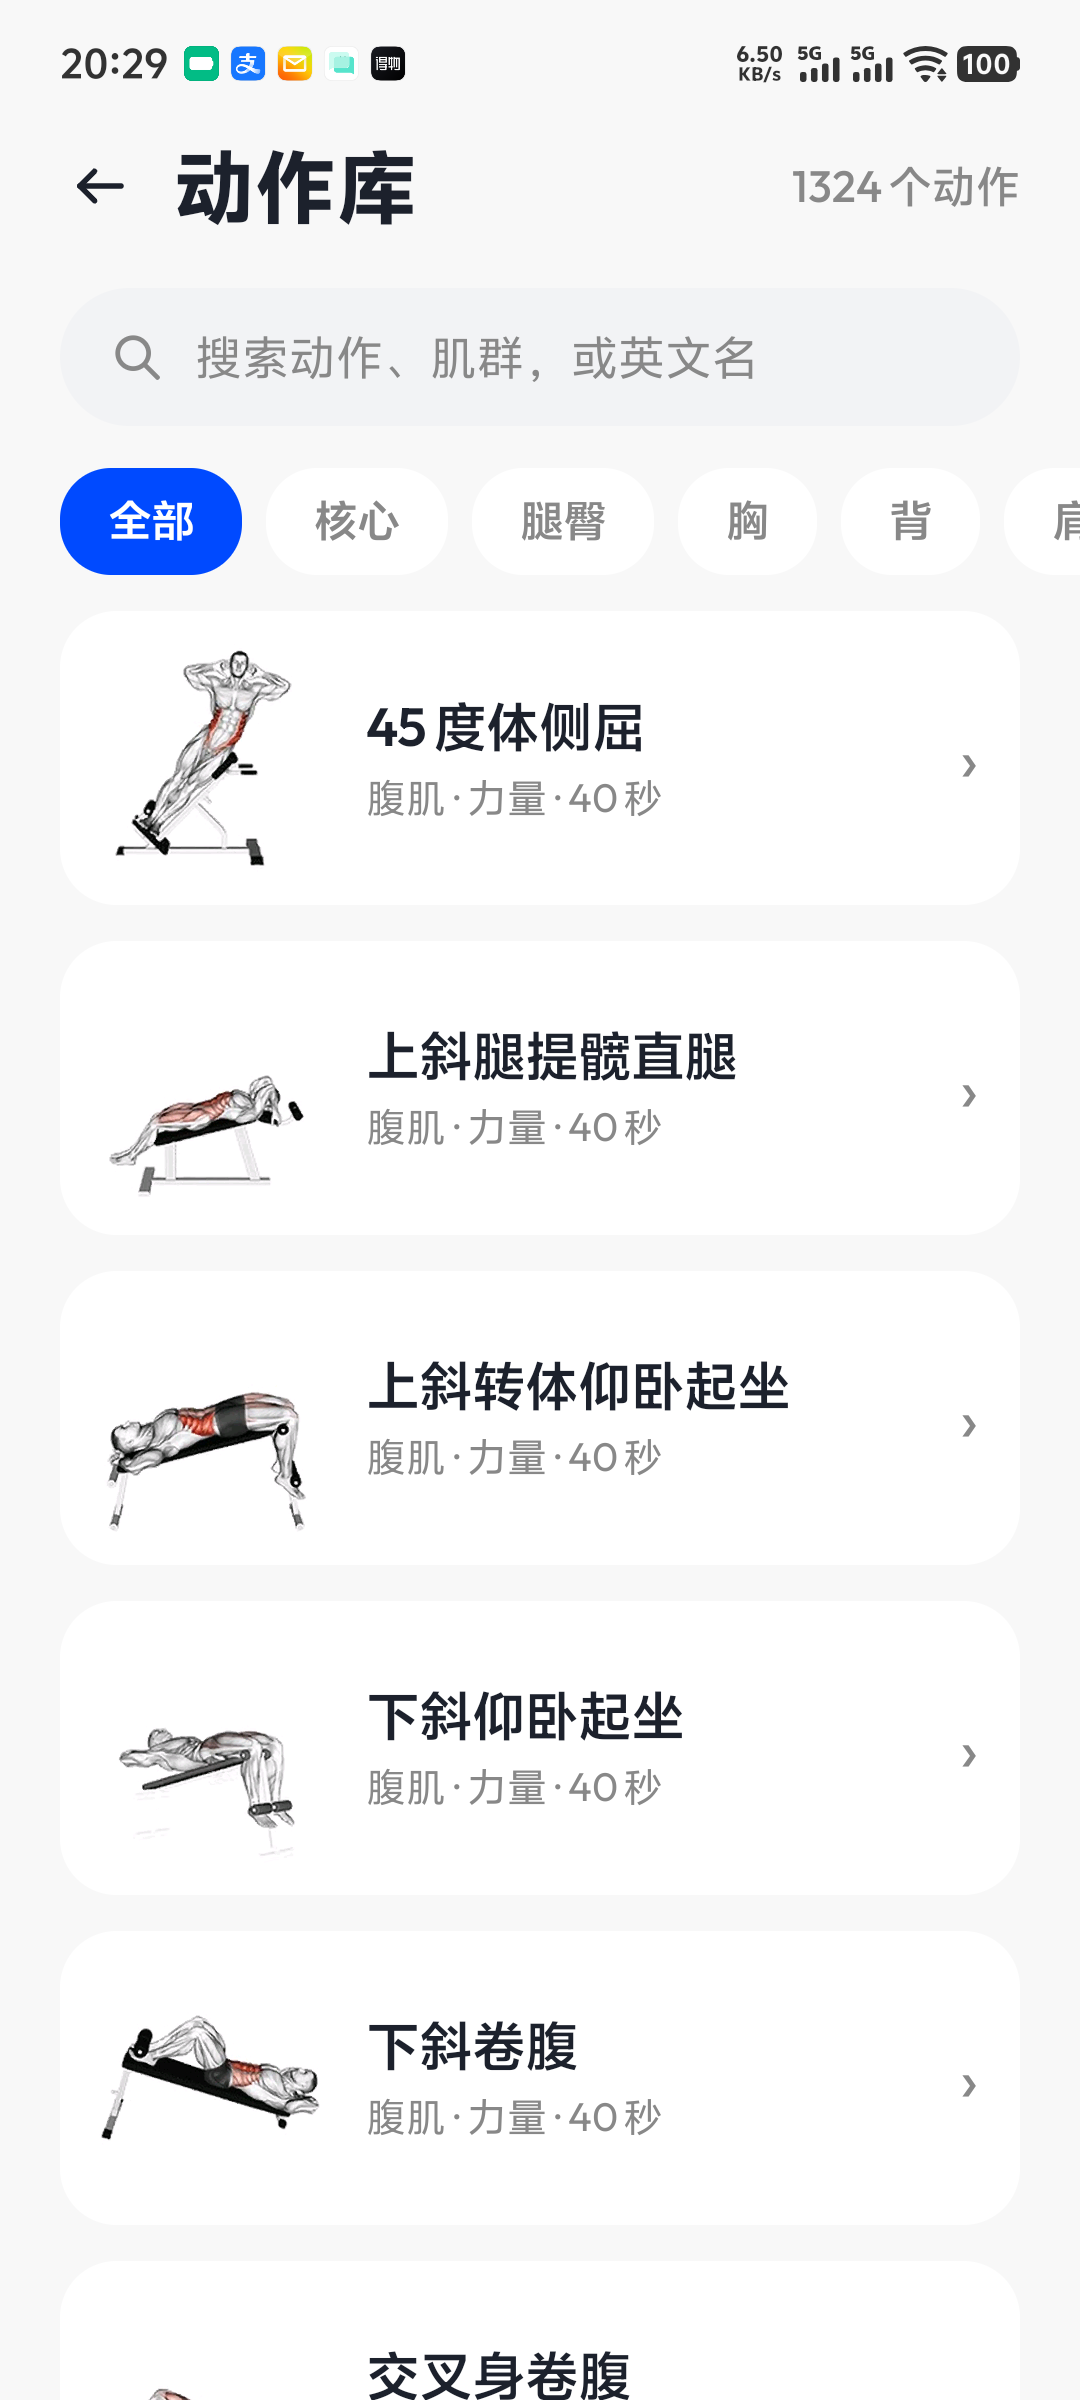 20:29 支 得物 6.50 KB/s 5G 5G 100
动作库 1324 个动作
搜索动作、肌群，或英文名
全部 核心 腿臀 胸 背 肩
45 度体侧屈
腹肌 · 力量 · 40 秒
上斜腿提髋直腿
腹肌 · 力量 · 40 秒
上斜转体仰卧起坐
腹肌 · 力量 · 40 秒
下斜仰卧起坐
腹肌 · 力量 · 40 秒
下斜卷腹
腹肌 · 力量 · 40 秒
交叉身卷腹